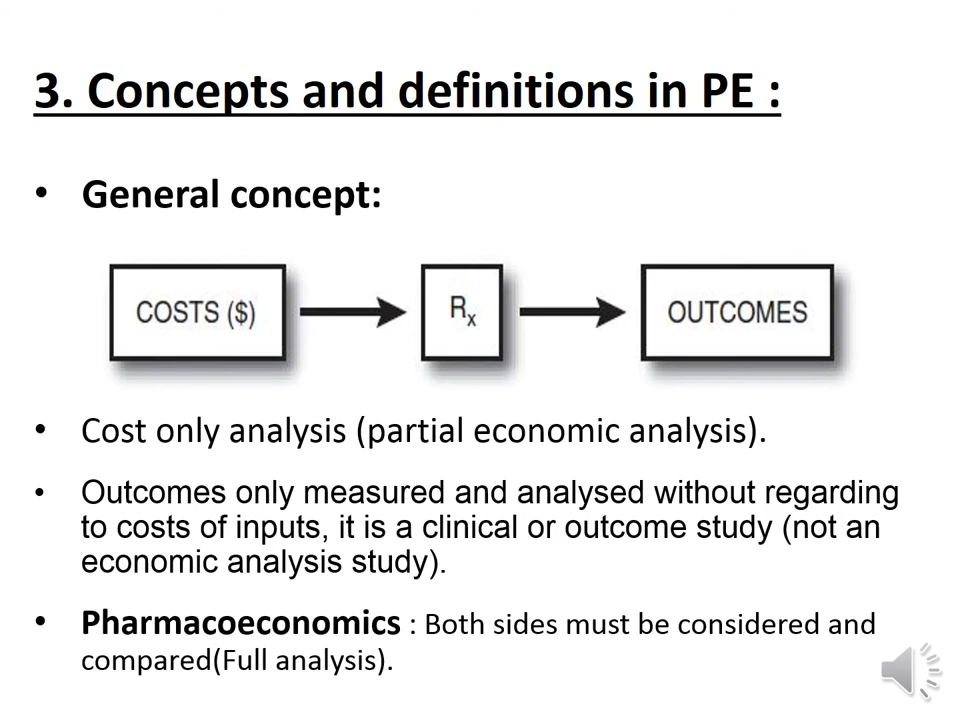 3. Concepts and definitions in PE :
• General concept:
COSTS ($)
Rx
OUTCOMES
• Cost only analysis (partial economic analysis).
• Outcomes only measured and analysed without regarding
to costs of inputs, it is a clinical or outcome study (not an
economic analysis study).
• Pharmacoeconomics : Both sides must be considered and
compared(Full analysis).